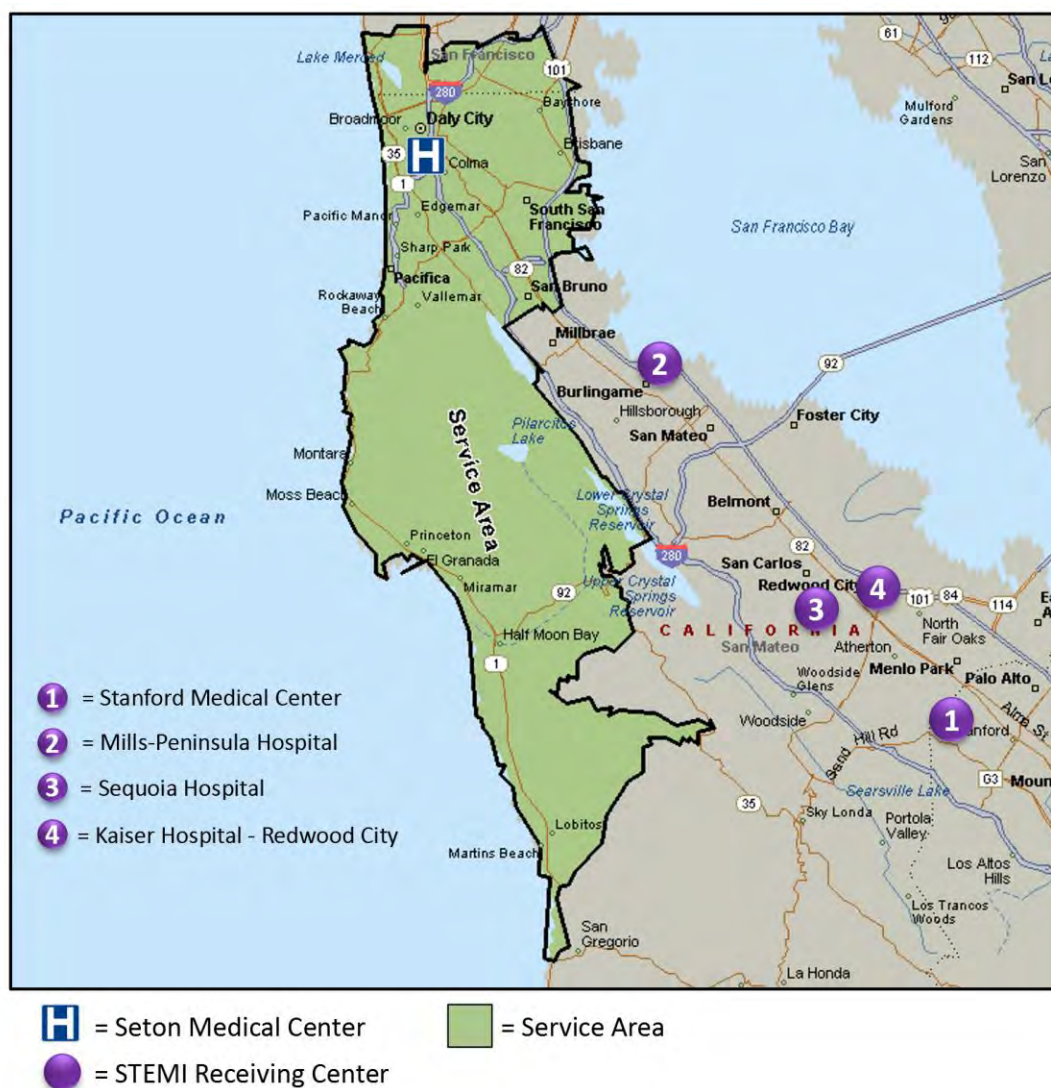 Lake Merced
San Francisco
101
61
112
San Lo
280
Mulford
Gardens
Bayshore
Broadmoor
Daly City
35
H
Colma
Brisbane
San
Lorenzo
1
Edgemar
Pacific Manor
South San
Francisco
San Francisco Bay
Sharp Park
82
Pacifica
San Bruno
Rockaway
Beach
Vallemar
Millbrae
2
92
Burlingame
Hillsborough
Foster City
San Mateo
Service Area
Pilarcitos
Lake
Montara
Moss Beach
Lower Crystal
Springs
Reservoir
Belmont
Pacific Ocean
Princeton
El Granada
Miramar
82
280
San Carlos
Redwood City
4
3
101
84
114
92
Upper Crystal
Springs
Reservoir
North
Fair Oaks
CALIFORNIA
San Mateo
Atherton
Half Moon Bay
1
Menlo Park
Palo Alto
Woodside
Glens
Woodside
1
Alma St
Sand Hill Rd
G3
Moun
Searsville Lake
35
Sky Londa
Portola
Valley
Lobitos
Martins Beach
Los Altos
Hills
Los Trancos
Woods
San
Gregorio
La Honda
1 = Stanford Medical Center
2 = Mills-Peninsula Hospital
3 = Sequoia Hospital
4 = Kaiser Hospital - Redwood City
H = Seton Medical Center
= Service Area
= STEMI Receiving Center